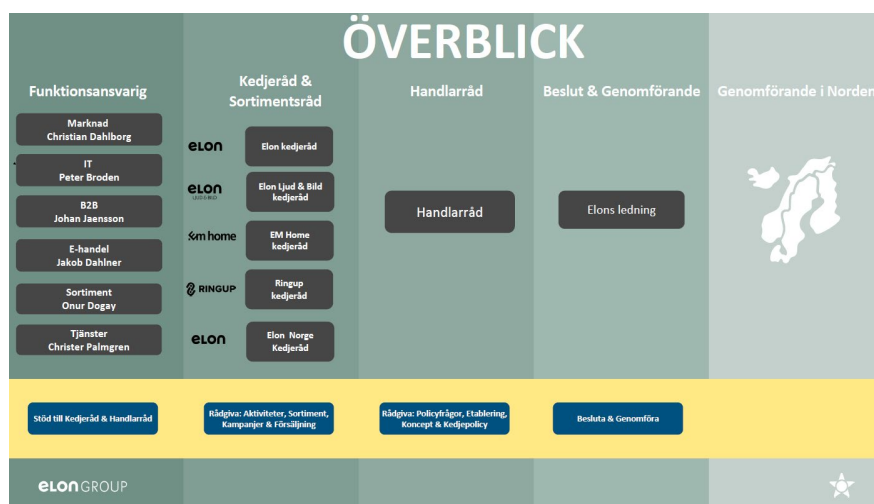 ÖVERBLICK
Funktionsansvarig
Marknad
Christian Dahlborg
IT
Peter Broden
B2B
Johan Jaensson
E-handel
Jakob Dahlner
Sortiment
Onur Dogay
Tjänster
Christer Palmgren
Stöd till Kedjeråd & Handlarråd
Kedjeråd &
Sortimentsråd
eLON
Elon kedjeråd
eLON
LJUD & BILD
Elon Ljud & Bild
kedjeråd
em home
EM Home
kedjeråd
RINGUP
Ringup
kedjeråd
eLON
Elon Norge
Kedjeråd
Rådgiva: Aktiviteter, Sortiment,
Kampanjer & Försäljning
Handlarråd
Handlarråd
Rådgiva: Policyfrågor, Etablering,
Koncept & Kedjepolicy
Beslut & Genomförande
Elons ledning
Besluta & Genomföra
Genomförande i Norden
eLON GROUP